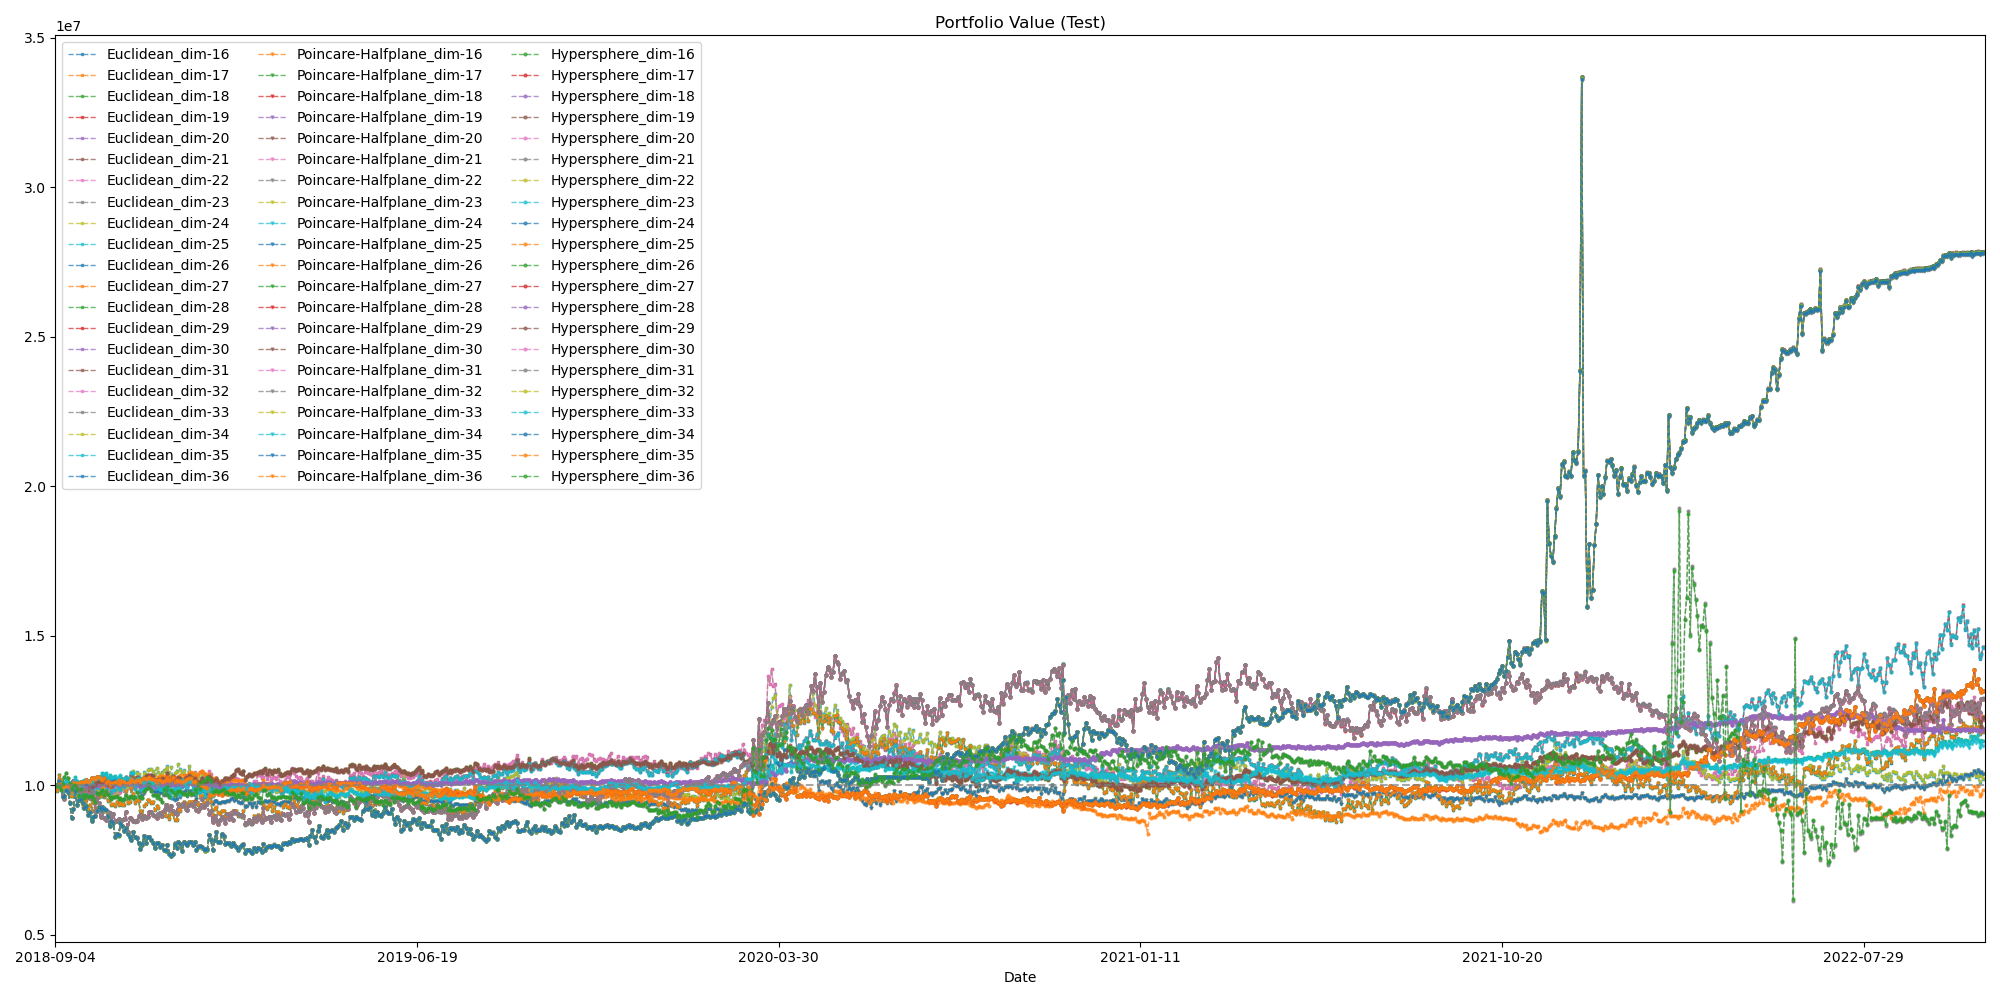 Portfolio Value (Test)
1e7
3.5
3.0
2.5
2.0
1.5
1.0
0.5
Euclidean_dim-16
Euclidean_dim-17
Euclidean_dim-18
Euclidean_dim-19
Euclidean_dim-20
Euclidean_dim-21
Euclidean_dim-22
Euclidean_dim-23
Euclidean_dim-24
Euclidean_dim-25
Euclidean_dim-26
Euclidean_dim-27
Euclidean_dim-28
Euclidean_dim-29
Euclidean_dim-30
Euclidean_dim-31
Euclidean_dim-32
Euclidean_dim-33
Euclidean_dim-34
Euclidean_dim-35
Euclidean_dim-36
Poincare-Halfplane_dim-16
Poincare-Halfplane_dim-17
Poincare-Halfplane_dim-18
Poincare-Halfplane_dim-19
Poincare-Halfplane_dim-20
Poincare-Halfplane_dim-21
Poincare-Halfplane_dim-22
Poincare-Halfplane_dim-23
Poincare-Halfplane_dim-24
Poincare-Halfplane_dim-25
Poincare-Halfplane_dim-26
Poincare-Halfplane_dim-27
Poincare-Halfplane_dim-28
Poincare-Halfplane_dim-29
Poincare-Halfplane_dim-30
Poincare-Halfplane_dim-31
Poincare-Halfplane_dim-32
Poincare-Halfplane_dim-33
Poincare-Halfplane_dim-34
Poincare-Halfplane_dim-35
Poincare-Halfplane_dim-36
Hypersphere_dim-16
Hypersphere_dim-17
Hypersphere_dim-18
Hypersphere_dim-19
Hypersphere_dim-20
Hypersphere_dim-21
Hypersphere_dim-22
Hypersphere_dim-23
Hypersphere_dim-24
Hypersphere_dim-25
Hypersphere_dim-26
Hypersphere_dim-27
Hypersphere_dim-28
Hypersphere_dim-29
Hypersphere_dim-30
Hypersphere_dim-31
Hypersphere_dim-32
Hypersphere_dim-33
Hypersphere_dim-34
Hypersphere_dim-35
Hypersphere_dim-36
2018-09-04
2019-06-19
2020-03-30
2021-01-11
2021-10-20
2022-07-29
Date